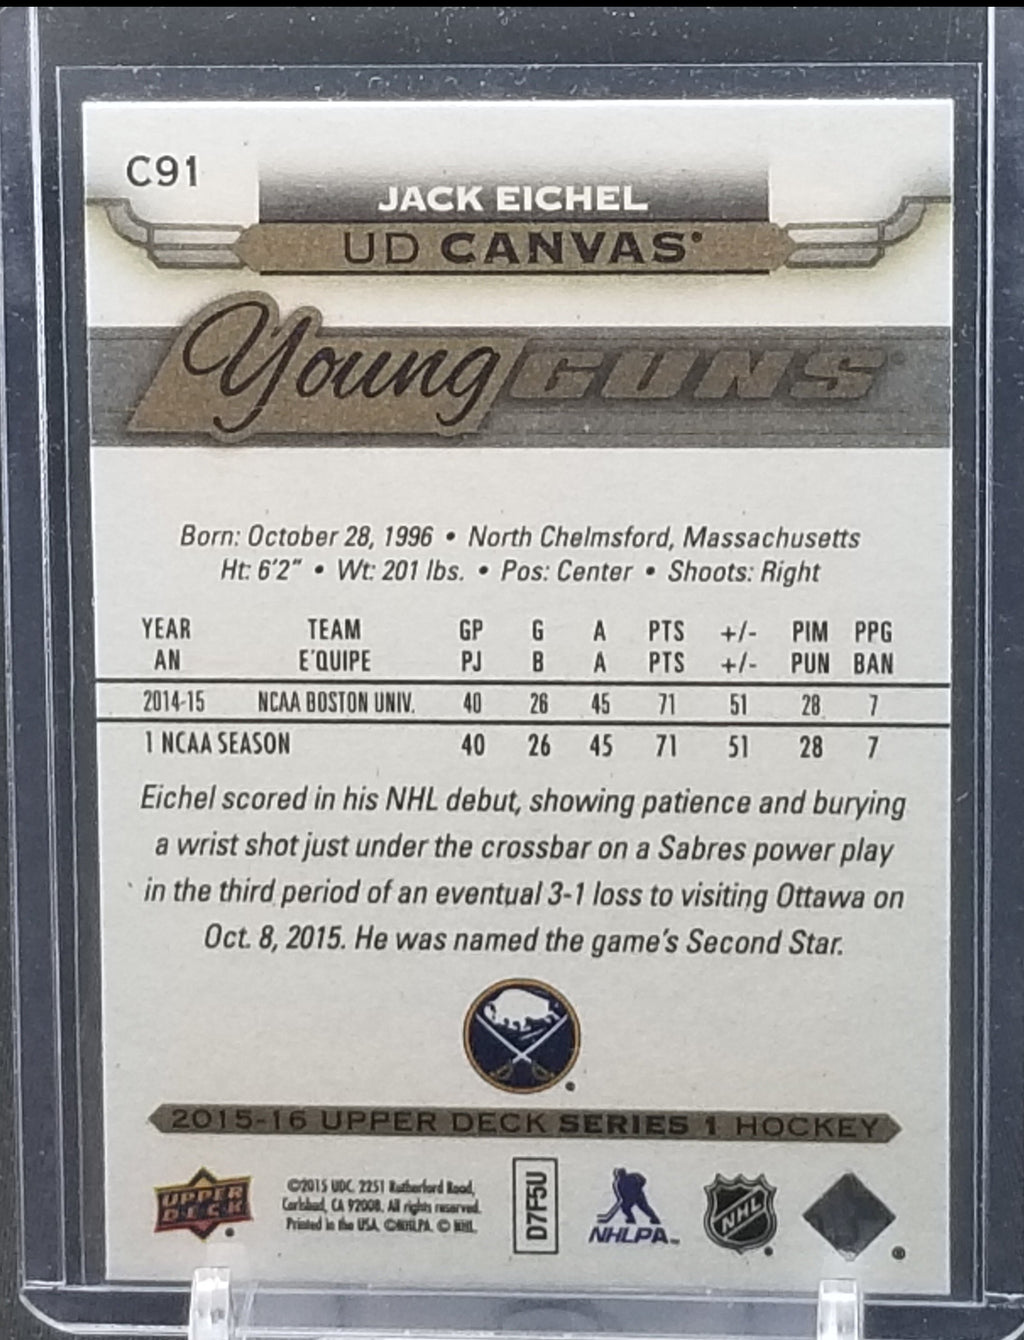 C91
JACK EICHEL
UD CANVAS®
Young GUNS®
Born: October 28, 1996 • North Chelmsford, Massachusetts
Ht: 6'2" • Wt: 201 lbs. • Pos: Center • Shoots: Right
YEAR TEAM GP G A PTS +/- PIM PPG
AN E'QUIPE PJ B A PTS +/- PUN BAN
2014-15 NCAA BOSTON UNIV. 40 26 45 71 51 28 7
1 NCAA SEASON 40 26 45 71 51 28 7
Eichel scored in his NHL debut, showing patience and burying
a wrist shot just under the crossbar on a Sabres power play
in the third period of an eventual 3-1 loss to visiting Ottawa on
Oct. 8, 2015. He was named the game's Second Star.
2015-16 UPPER DECK SERIES 1 HOCKEY
UPPER
DECK
©2015 UDC. 2251 Rutherford Road,
Carlsbad, CA 92008. All rights reserved.
Printed in the USA. ©NHLPA. © NHL.
D7F5U
NHLPA™
NHL
®